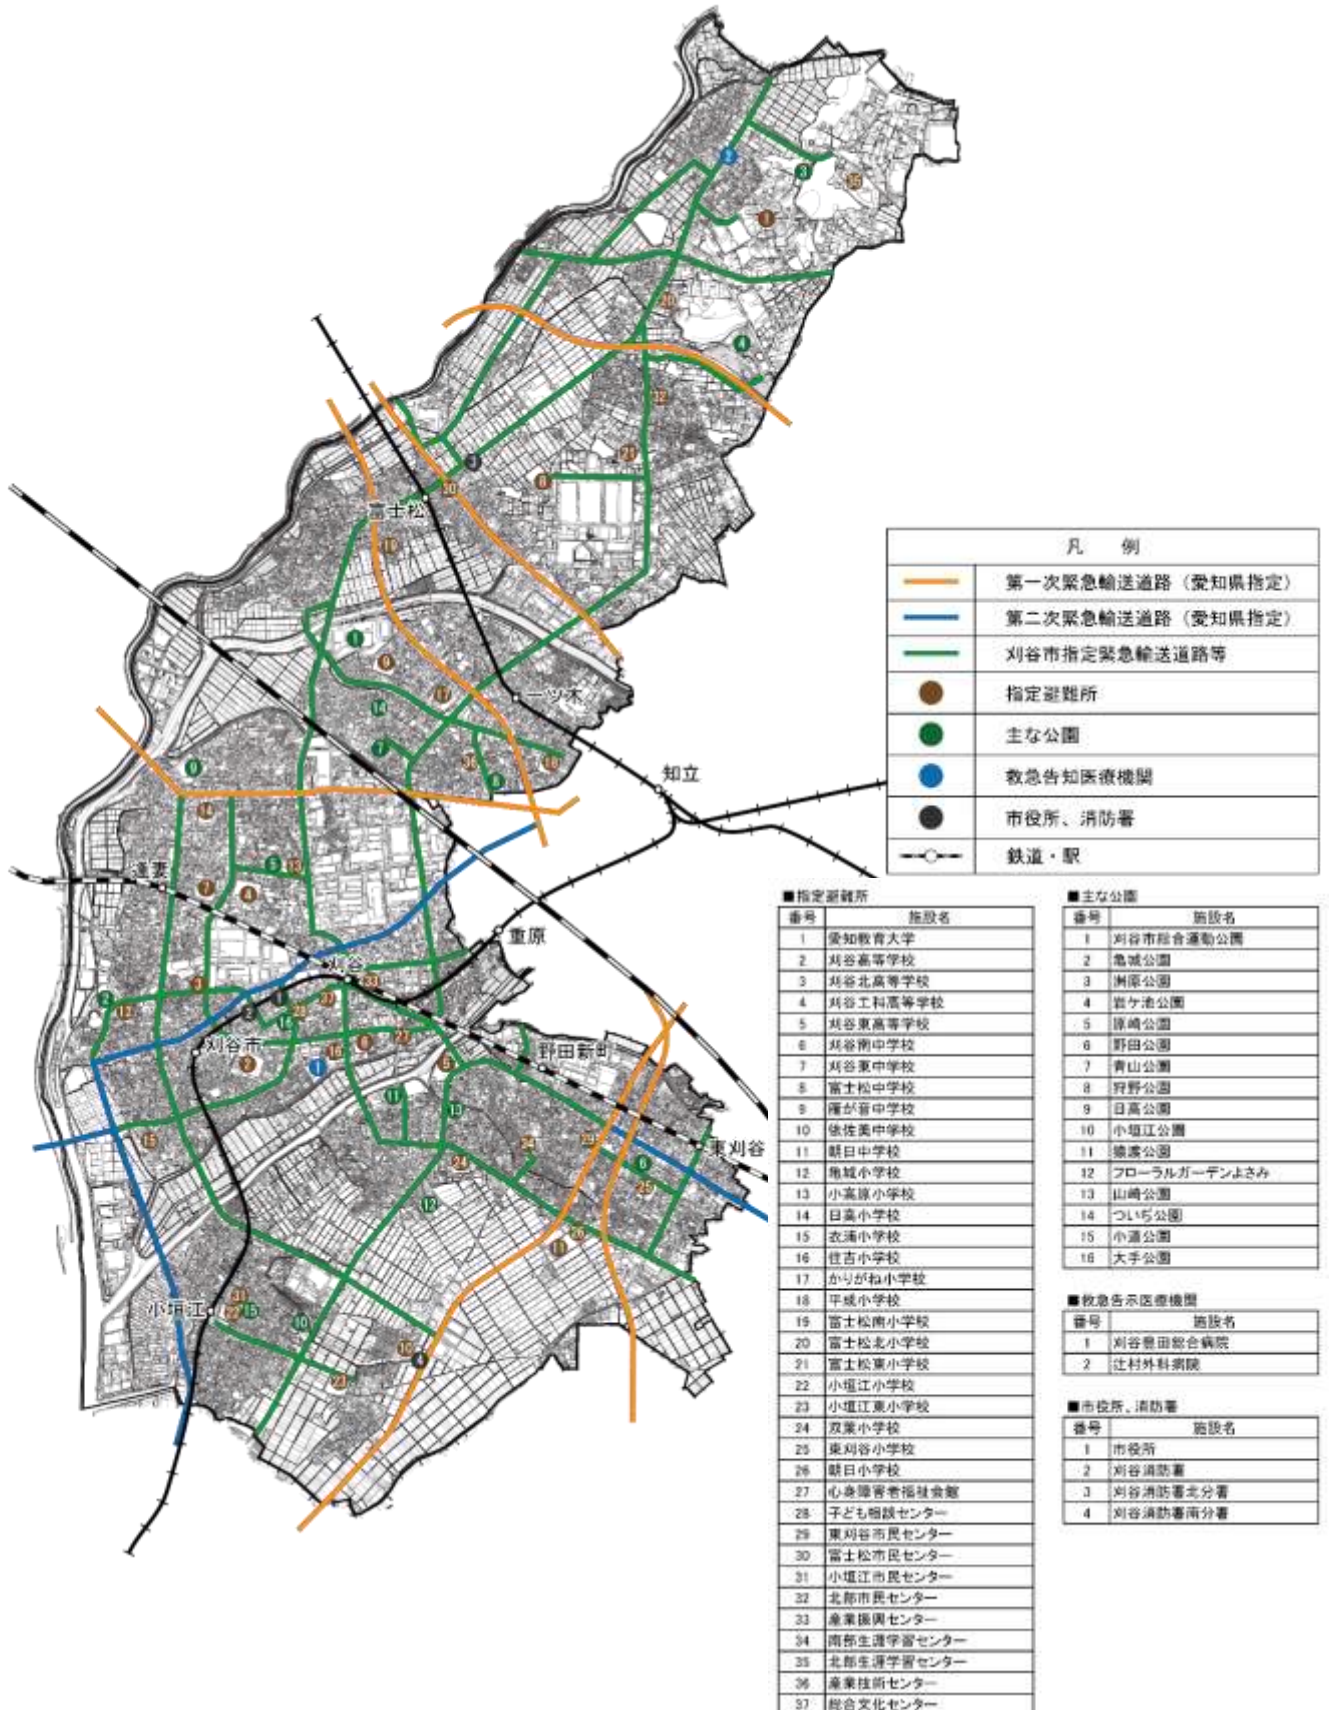 富士松
一ツ木
知立
逢妻
重原
刈谷
刈谷市
野田新町
東刈谷
小垣江
凡 例
第一次緊急輸送道路（愛知県指定）
第二次緊急輸送道路（愛知県指定）
刈谷市指定緊急輸送道路等
指定避難所
主な公園
救急告知医療機関
市役所、消防署
鉄道・駅
■指定避難所
番号 施設名
1 愛知教育大学
2 刈谷高等学校
3 刈谷北高等学校
4 刈谷工科高等学校
5 刈谷東高等学校
6 刈谷南中学校
7 刈谷東中学校
8 富士松中学校
9 雁が音中学校
10 依佐美中学校
11 朝日中学校
12 亀城小学校
13 小高原小学校
14 日高小学校
15 衣浦小学校
16 住吉小学校
17 かりがね小学校
18 平成小学校
19 富士松南小学校
20 富士松北小学校
21 富士松東小学校
22 小垣江小学校
23 小垣江東小学校
24 双葉小学校
25 東刈谷小学校
26 朝日小学校
27 心身障害者福祉会館
28 子ども相談センター
29 東刈谷市民センター
30 富士松市民センター
31 小垣江市民センター
32 北部市民センター
33 産業振興センター
34 南部生涯学習センター
35 北部生涯学習センター
36 産業技術センター
37 総合文化センター
■主な公園
番号 施設名
1 刈谷市総合運動公園
2 亀城公園
3 洲原公園
4 岩ケ池公園
5 原崎公園
6 野田公園
7 青山公園
8 狩野公園
9 日高公園
10 小垣江公園
11 猿渡公園
12 フローラルガーデンよさみ
13 山崎公園
14 ついぢ公園
15 小道公園
16 大手公園
■救急告示医療機関
番号 施設名
1 刈谷豊田総合病院
2 辻村外科病院
■市役所、消防署
番号 施設名
1 市役所
2 刈谷消防署
3 刈谷消防署北分署
4 刈谷消防署南分署